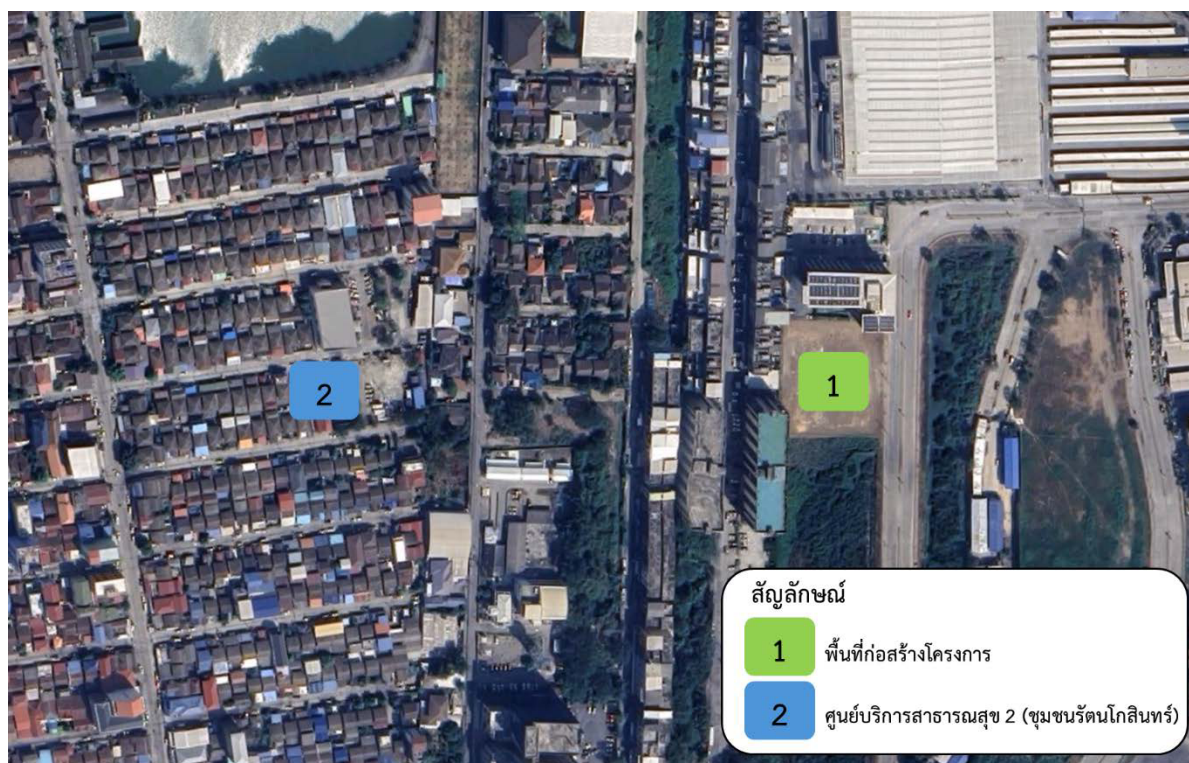 2
1
สัญลักษณ์
1 พื้นที่ก่อสร้างโครงการ
2 ศูนย์บริการสาธารณสุข 2 (ชุมชนรัตนโกสินทร์)